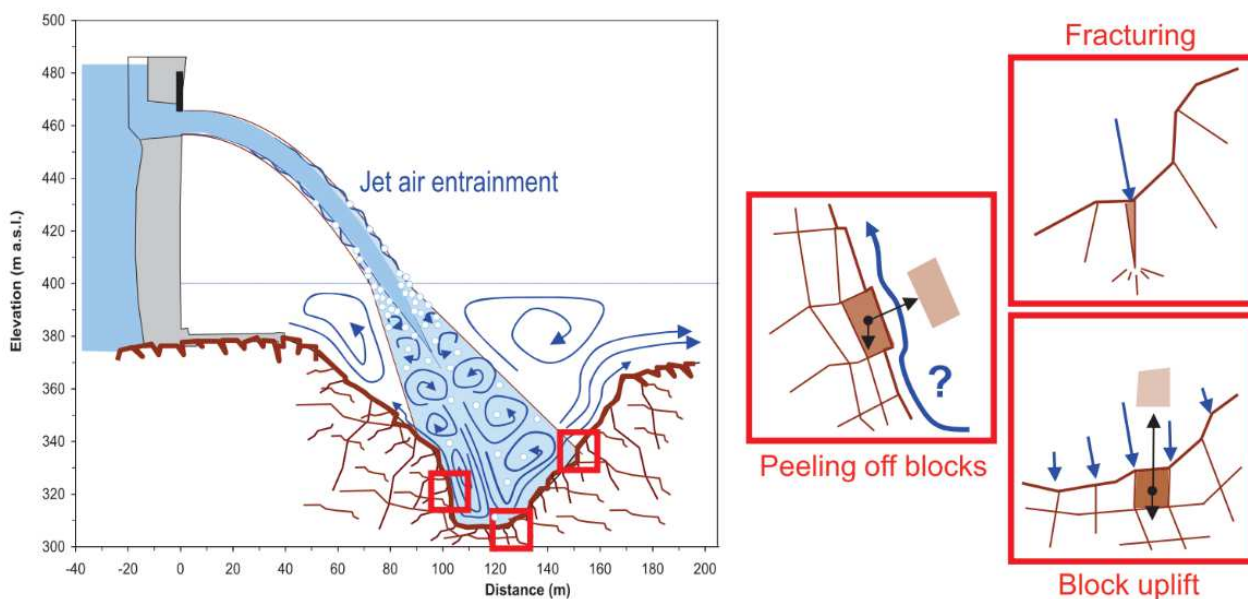 500
480
460
440
420
400
380
360
340
320
300
Elevation (m a.s.l.)
-40 -20 0 20 40 60 80 100 120 140 160 180 200
Distance (m)
Jet air entrainment
?
Peeling off blocks
Fracturing
Block uplift